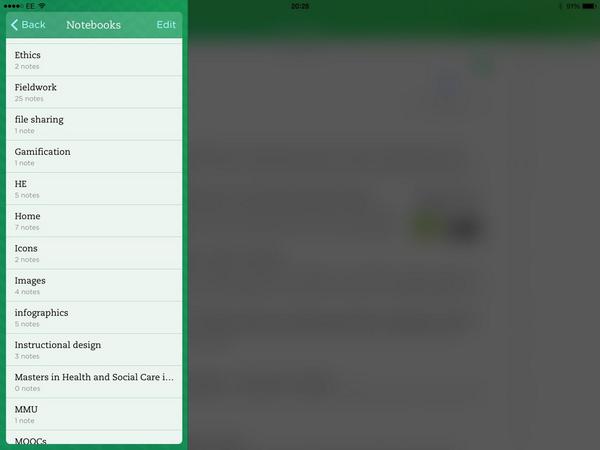 EE
20:28
91%
Back
Notebooks
Edit
Ethics
2 notes
Fieldwork
25 notes
file sharing
1 note
Gamification
1 note
HE
5 notes
Home
7 notes
Icons
2 notes
Images
4 notes
infographics
5 notes
Instructional design
3 notes
Masters in Health and Social Care i...
0 notes
MMU
1 note
MOOCs